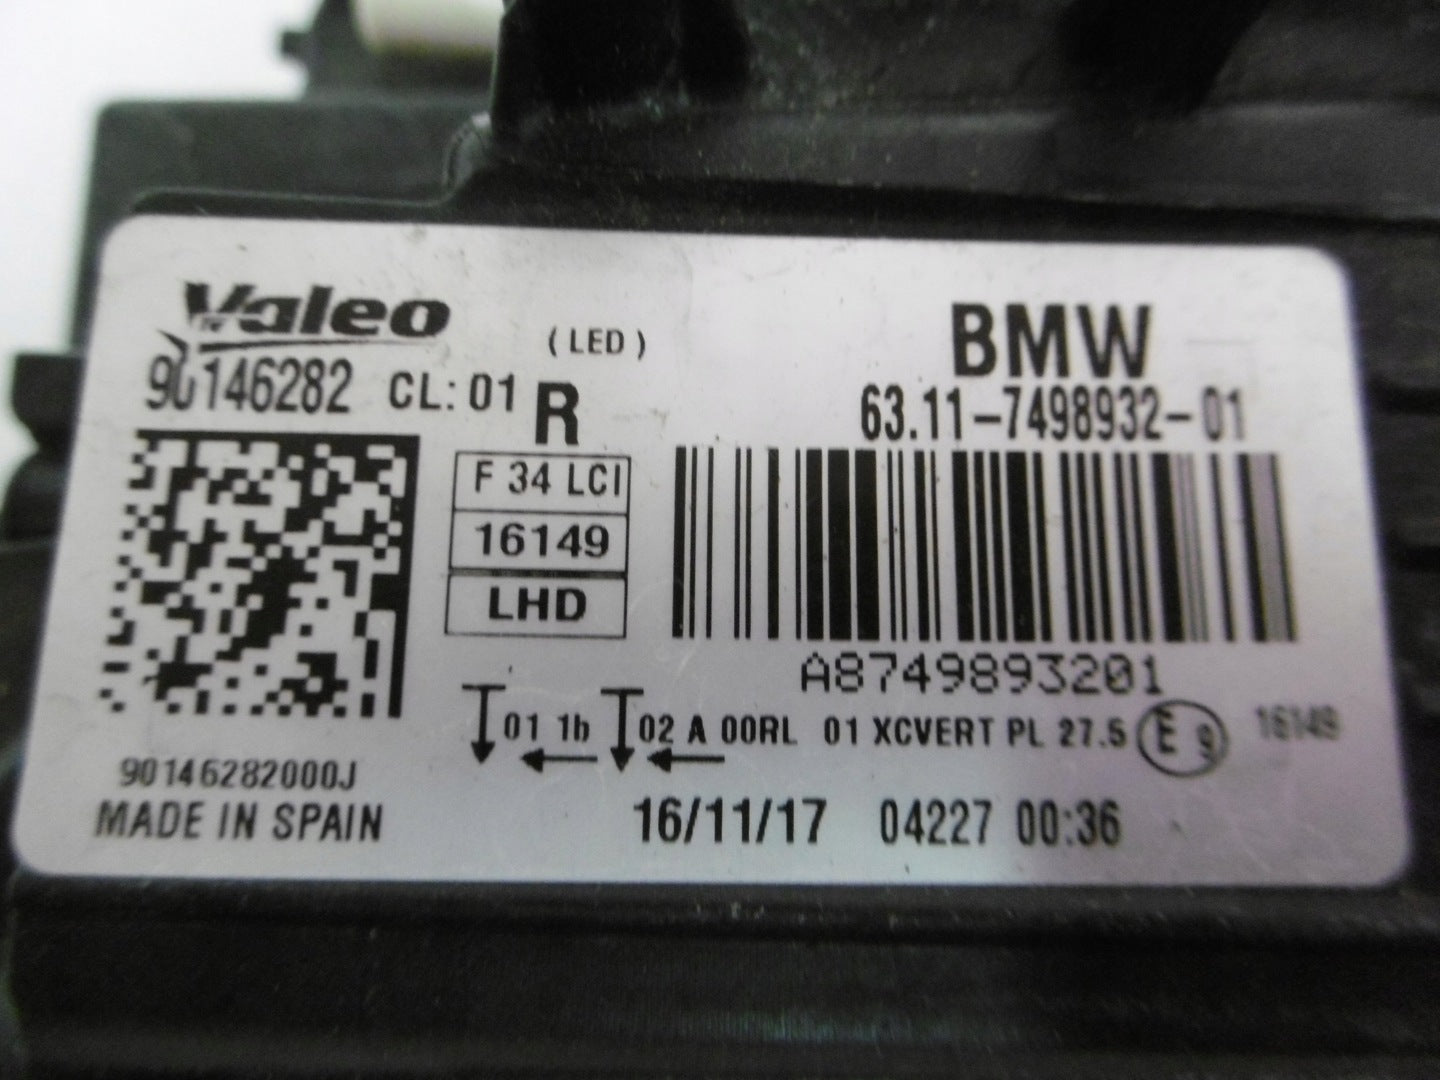 Valeo
(LED)
BMW
90146282 CL: 01 R
63.11-7498932-01
F 34 LCI
16149
LHD
A8749893201
01 1b 02 A 00RL 01 XCVERT PL 27.5 E 9 16149
90146282000J
MADE IN SPAIN
16/11/17 04227 00:36